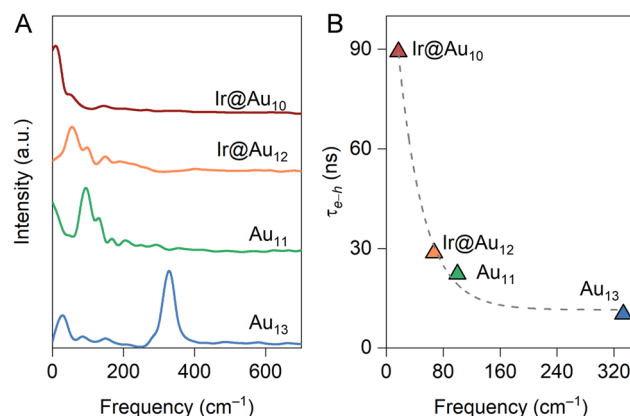 A
Intensity (a.u.)
Ir@Au₁₀
Ir@Au₁₂
Au₁₁
Au₁₃
0 200 400 600
Frequency (cm⁻¹)
B
τₑ₋ₕ (ns)
90
60
30
0
Ir@Au₁₀
Ir@Au₁₂
Au₁₁
Au₁₃
0 80 160 240 320
Frequency (cm⁻¹)